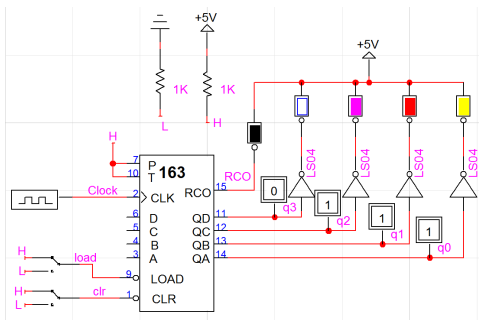 +5V
+5V
1K
1K
L
H
H
7 P
10 T
163
RCO
15
RCO
Clock
2 CLK
6 D
5 C
4 B
3 A
QD 11
QC 12
QB 13
QA 14
0
q3
1
q2
1
q1
1
q0
LS04
LS04
LS04
LS04
H
load
L
9 LOAD
H
clr
L
1 CLR